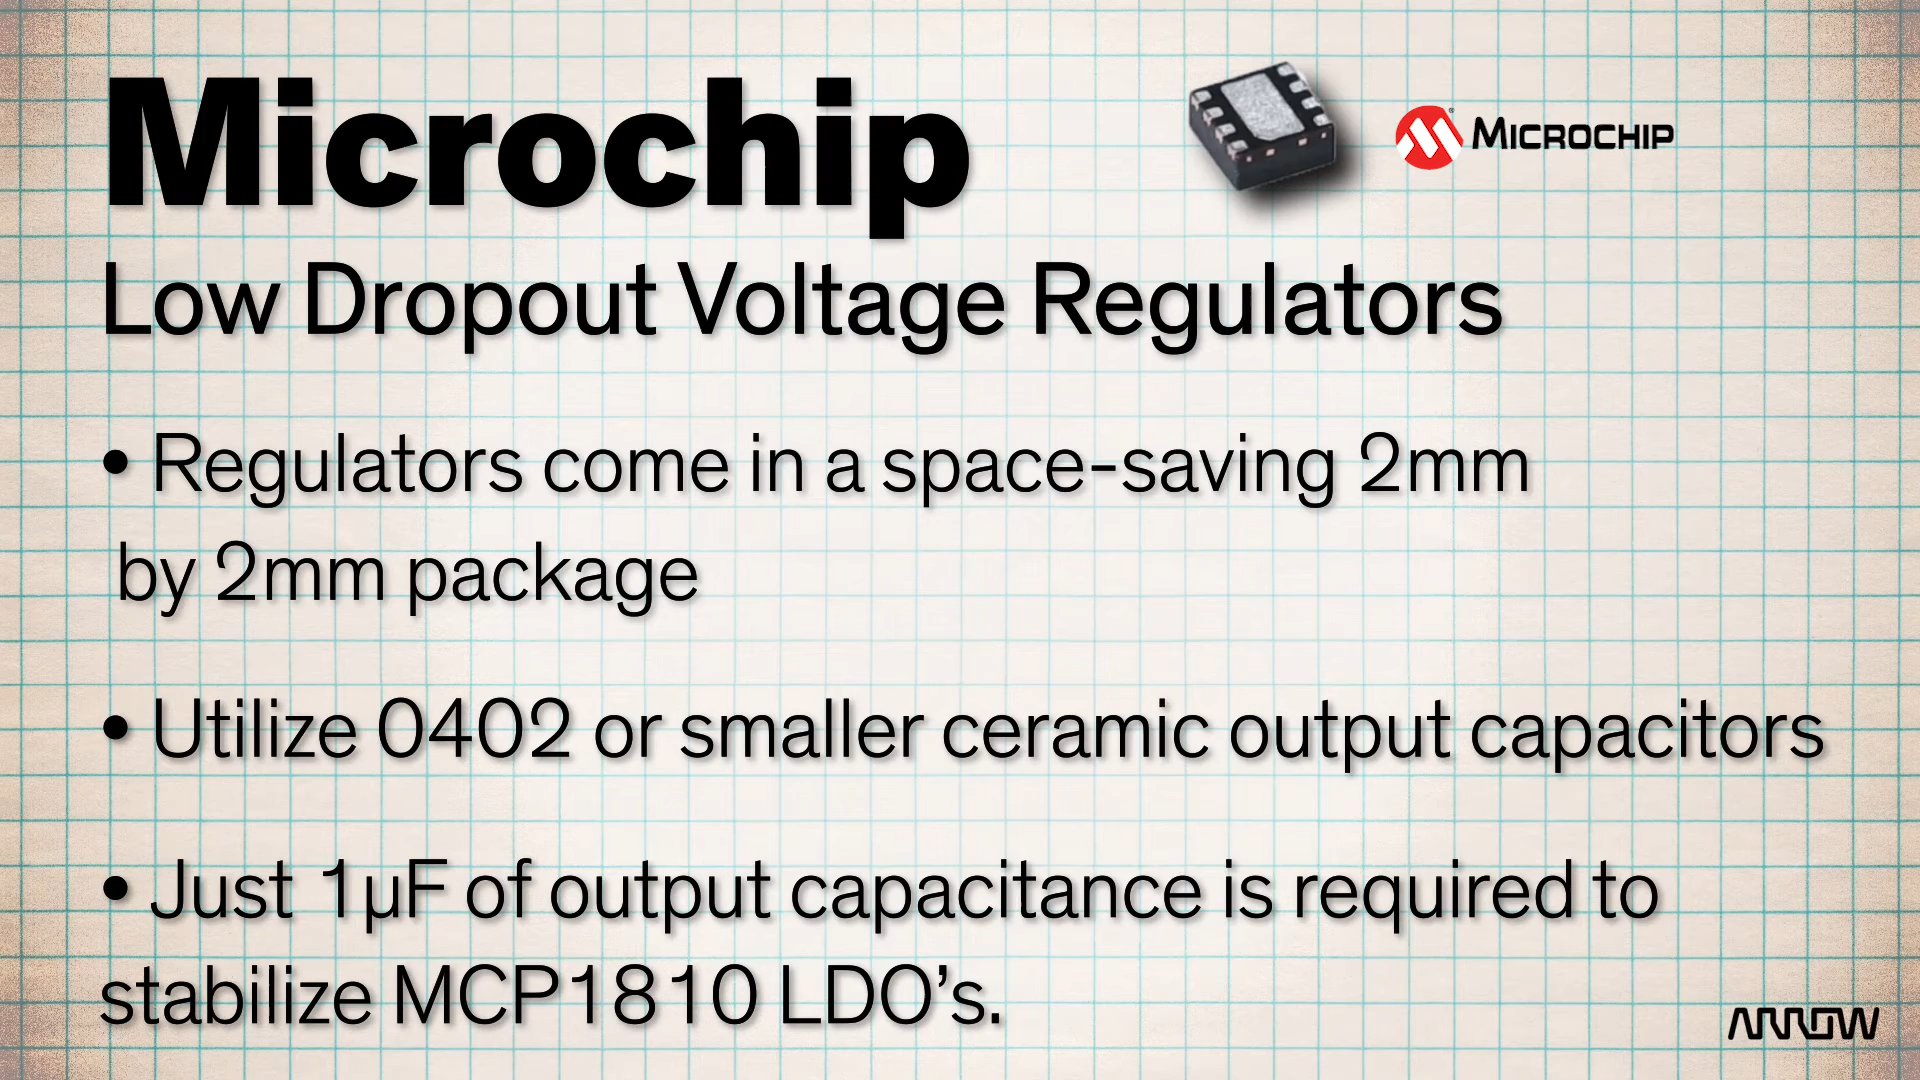 Microchip
MICROCHIP
Low Dropout Voltage Regulators
• Regulators come in a space-saving 2mm
by 2mm package
• Utilize 0402 or smaller ceramic output capacitors
• Just 1µF of output capacitance is required to
stabilize MCP1810 LDO’s.
ARROW